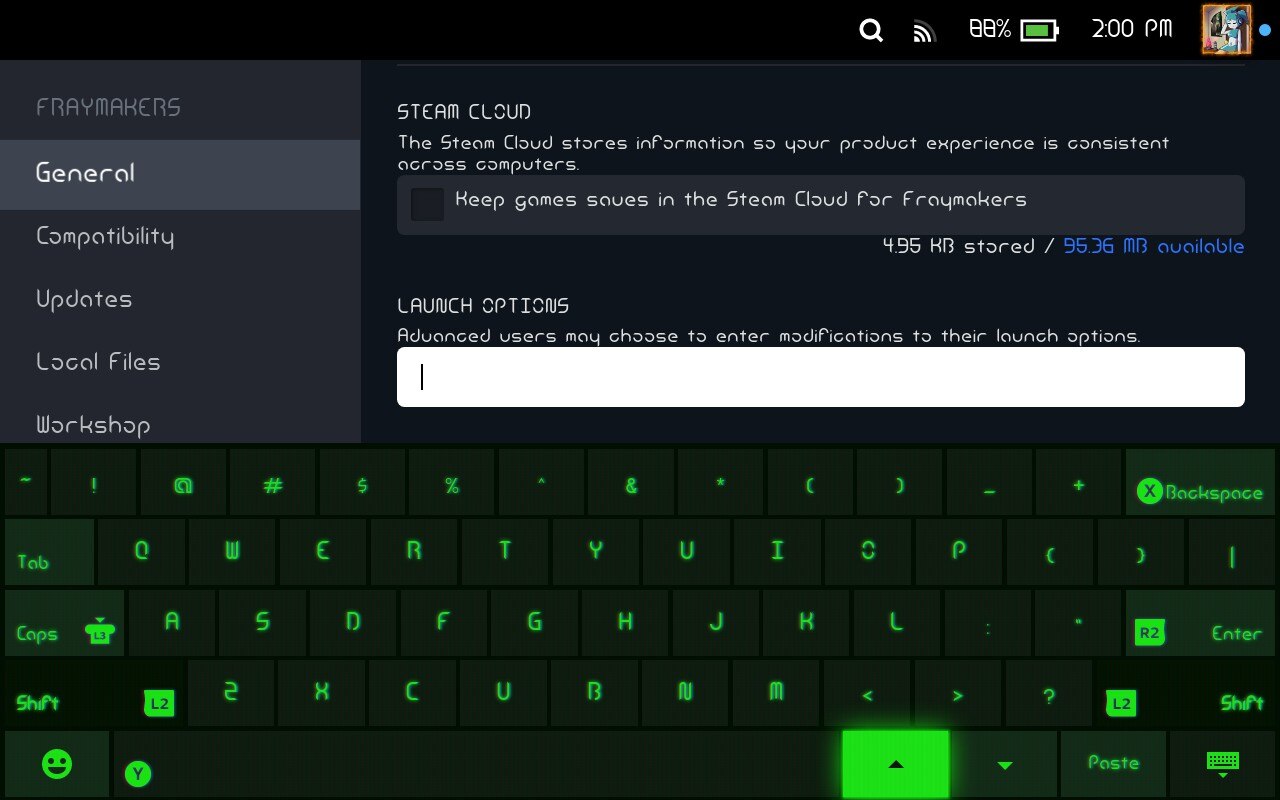 88% 2:00 PM
FRAYMAKERS
General
Compatibility
Updates
Local Files
Workshop
STEAM CLOUD
The Steam Cloud stores information so your product experience is consistent
across computers.
Keep games saves in the Steam Cloud for Fraymakers
4.95 KB stored / 95.36 MB available
LAUNCH OPTIONS
Advanced users may choose to enter modifications to their launch options.
~ ! @ # $ % ^ & * ( ) _ + X Backspace
Tab Q W E R T Y U I O P { } |
Caps L3 A S D F G H J K L : " R2 Enter
Shift L2 Z X C V B N M < > ? L2 Shift
Y Paste